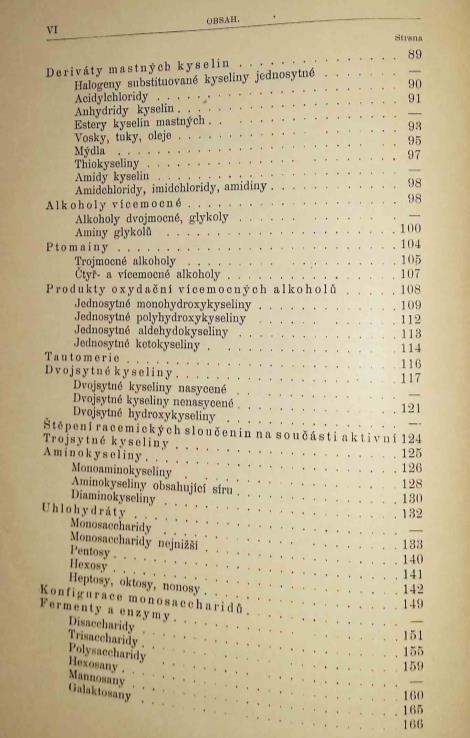 VI OBSAH.
Strana
Deriváty mastných kyselin . . . . . . 89
Halogeny substituované kyseliny jednosytné . . . . . . —
Acidylchloridy . . . . . . 90
Anhydridy kyselin . . . . . . 91
Estery kyselin mastných . . . . . . —
Vosky, tuky, oleje . . . . . . 93
Mýdla . . . . . . 95
Thiokyseliny . . . . . . 97
Amidy kyselin . . . . . . —
Amidchloridy, imidchloridy, amidiny . . . . . . 98
Alkoholy vícemocné . . . . . . 98
Alkoholy dvojmocné, glykoly . . . . . . —
Aminy glykolů . . . . . . 100
Ptomainy . . . . . . 104
Trojmocné alkoholy . . . . . . 105
Čtyř- a vícemocné alkoholy . . . . . . 107
Produkty oxydační vícemocných alkoholů . . . . . . 108
Jednosytné monohydroxykyseliny . . . . . . 109
Jednosytné polyhydroxykyseliny . . . . . . 112
Jednosytné aldehydokyseliny . . . . . . 113
Jednosytné ketokyseliny . . . . . . 114
Tautomerie . . . . . . 116
Dvojsytné kyseliny . . . . . . 117
Dvojsytné kyseliny nasycené . . . . . . —
Dvojsytné kyseliny nenasycené . . . . . . 121
Dvojsytné hydroxykyseliny . . . . . . —
Štěpení racemických sloučenin na součásti aktivní 124
Trojsytné kyseliny . . . . . . 125
Aminokyseliny . . . . . . 126
Monoaminokyseliny . . . . . . 128
Aminokyseliny obsahující síru . . . . . . 130
Diaminokyseliny . . . . . . 132
Uhlohydráty . . . . . . —
Monosaccharidy . . . . . . 133
Monosaccharidy nejnižší . . . . . . 140
Pentosy . . . . . . 141
Hexosy . . . . . . 142
Heptosy, oktosy, nonosy . . . . . . 149
Konfigurace monosaccharidů . . . . . . —
Fermenty a enzymy . . . . . . 151
Disaccharidy . . . . . . 155
Trisaccharidy . . . . . . 159
Polysaccharidy . . . . . . —
Hexosany . . . . . . 160
Mannosany . . . . . . 165
Galaktosany . . . . . . 166